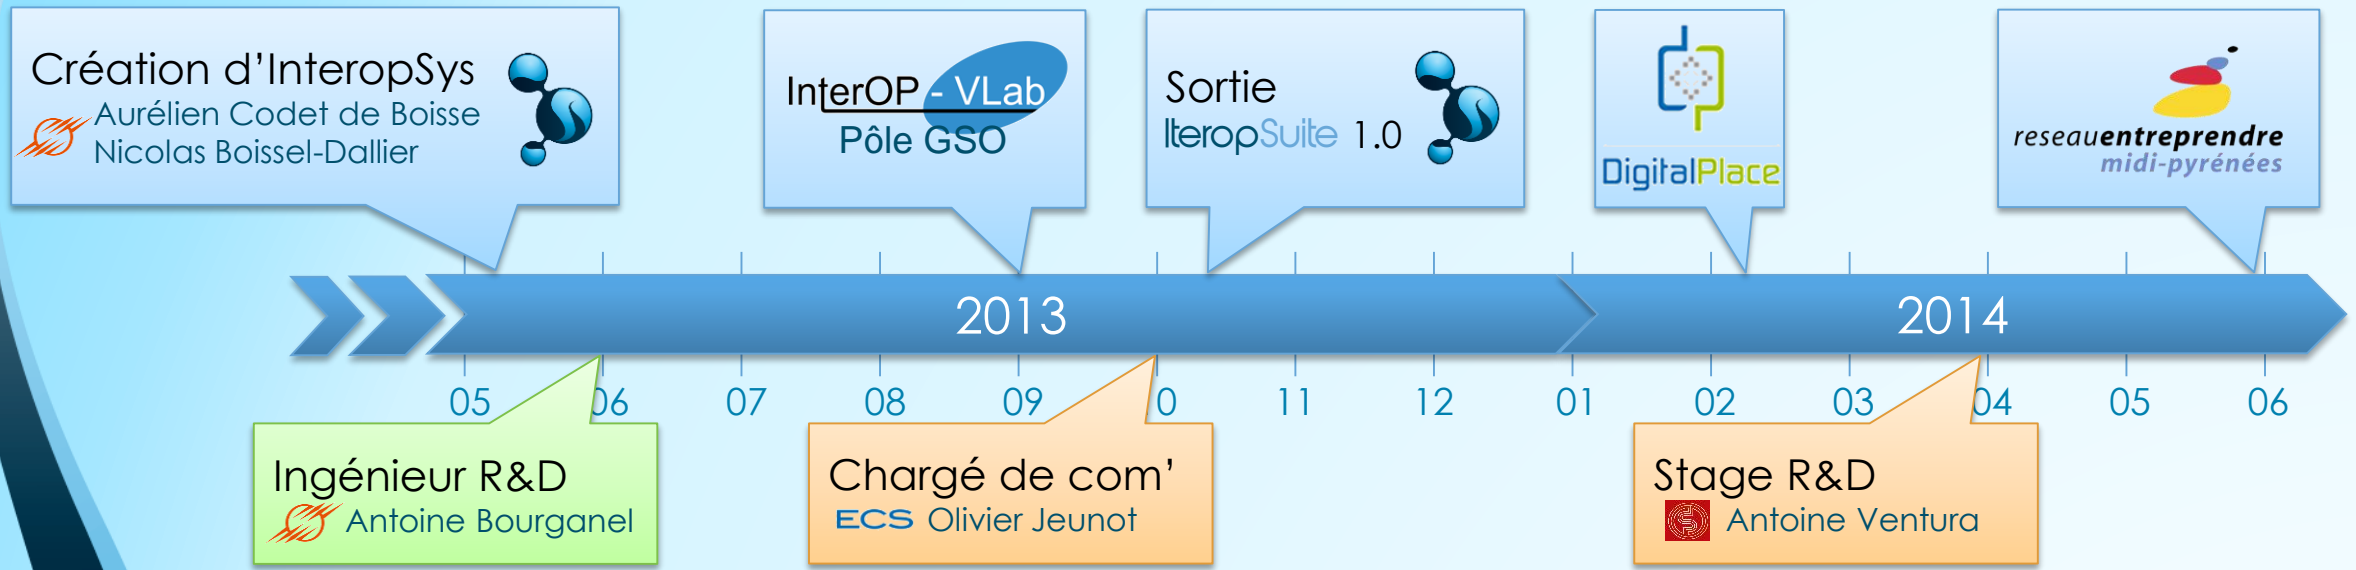 Création d’InteropSys
Aurélien Codet de Boisse
Nicolas Boissel-Dallier
InterOP - VLab
Pôle GSO
Sortie
IteropSuite 1.0
DigitalPlace
reseauentreprendre
midi-pyrénées
2013
2014
05
06
07
08
09
0
11
12
01
02
03
04
05
06
Ingénieur R&D
Antoine Bourganel
Chargé de com’
ECS Olivier Jeunot
Stage R&D
Antoine Ventura